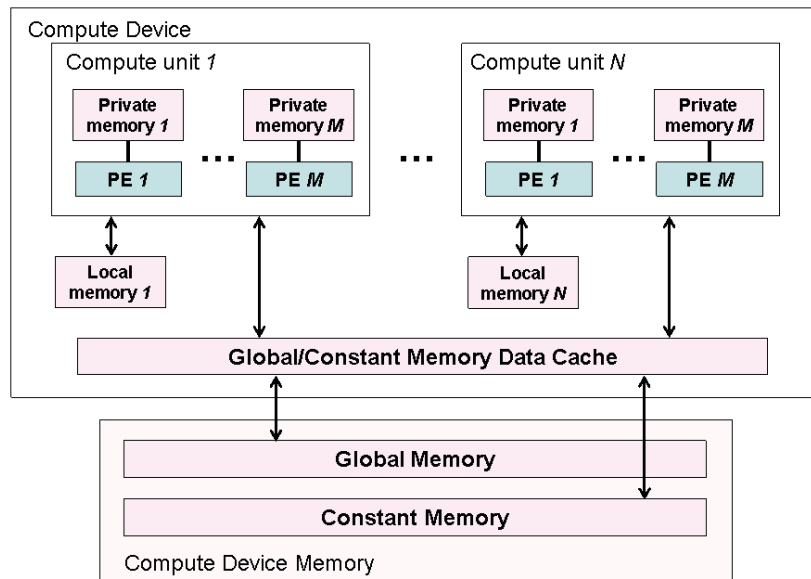 Compute Device
Compute unit 1
Compute unit N
Private
memory 1
Private
memory M
Private
memory 1
Private
memory M
...
...
...
PE 1
PE M
PE 1
PE M
Local
memory 1
Local
memory N
Global/Constant Memory Data Cache
Global Memory
Constant Memory
Compute Device Memory